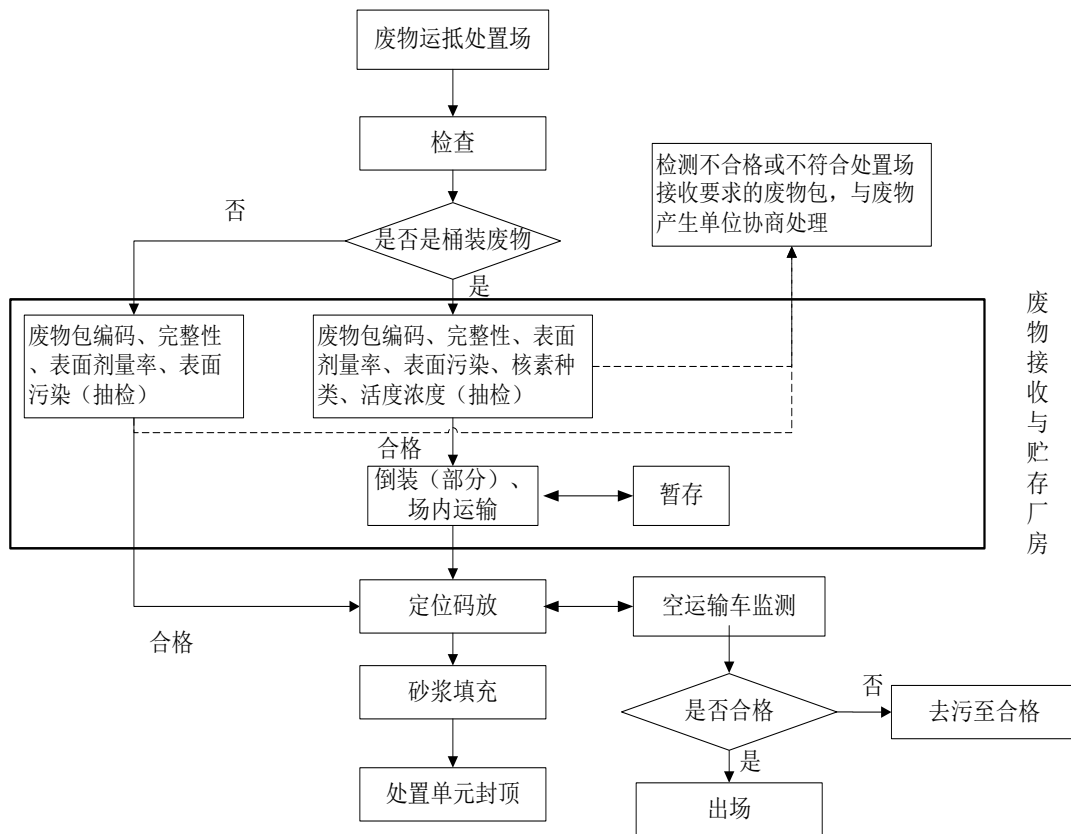 废物运抵处置场
检查
检测不合格或不符合处置场
接收要求的废物包，与废物
产生单位协商处理
否
是否是桶装废物
是
废物包编码、完整性
、表面剂量率、表面
污染（抽检）
废物包编码、完整性、表面
剂量率、表面污染、核素种
类、活度浓度（抽检）
废物接收与贮存厂房
合格
倒装（部分）、
场内运输
暂存
定位码放
空运输车监测
合格
砂浆填充
是否合格
否
去污至合格
是
处置单元封顶
出场